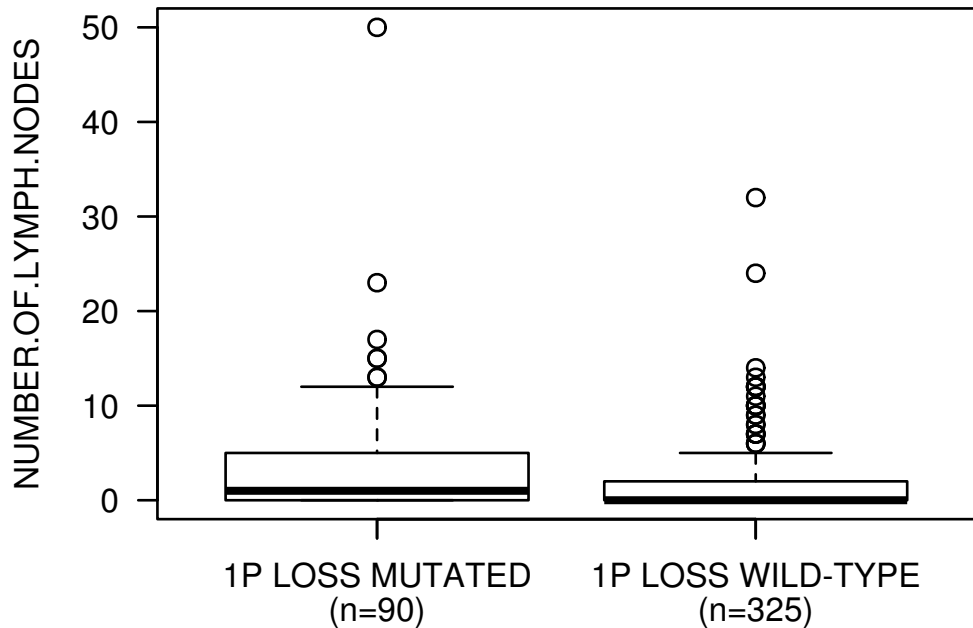 NUMBER.OF.LYMPH.NODES
50
40
30
20
10
0
1P LOSS MUTATED
(n=90)
1P LOSS WILD-TYPE
(n=325)